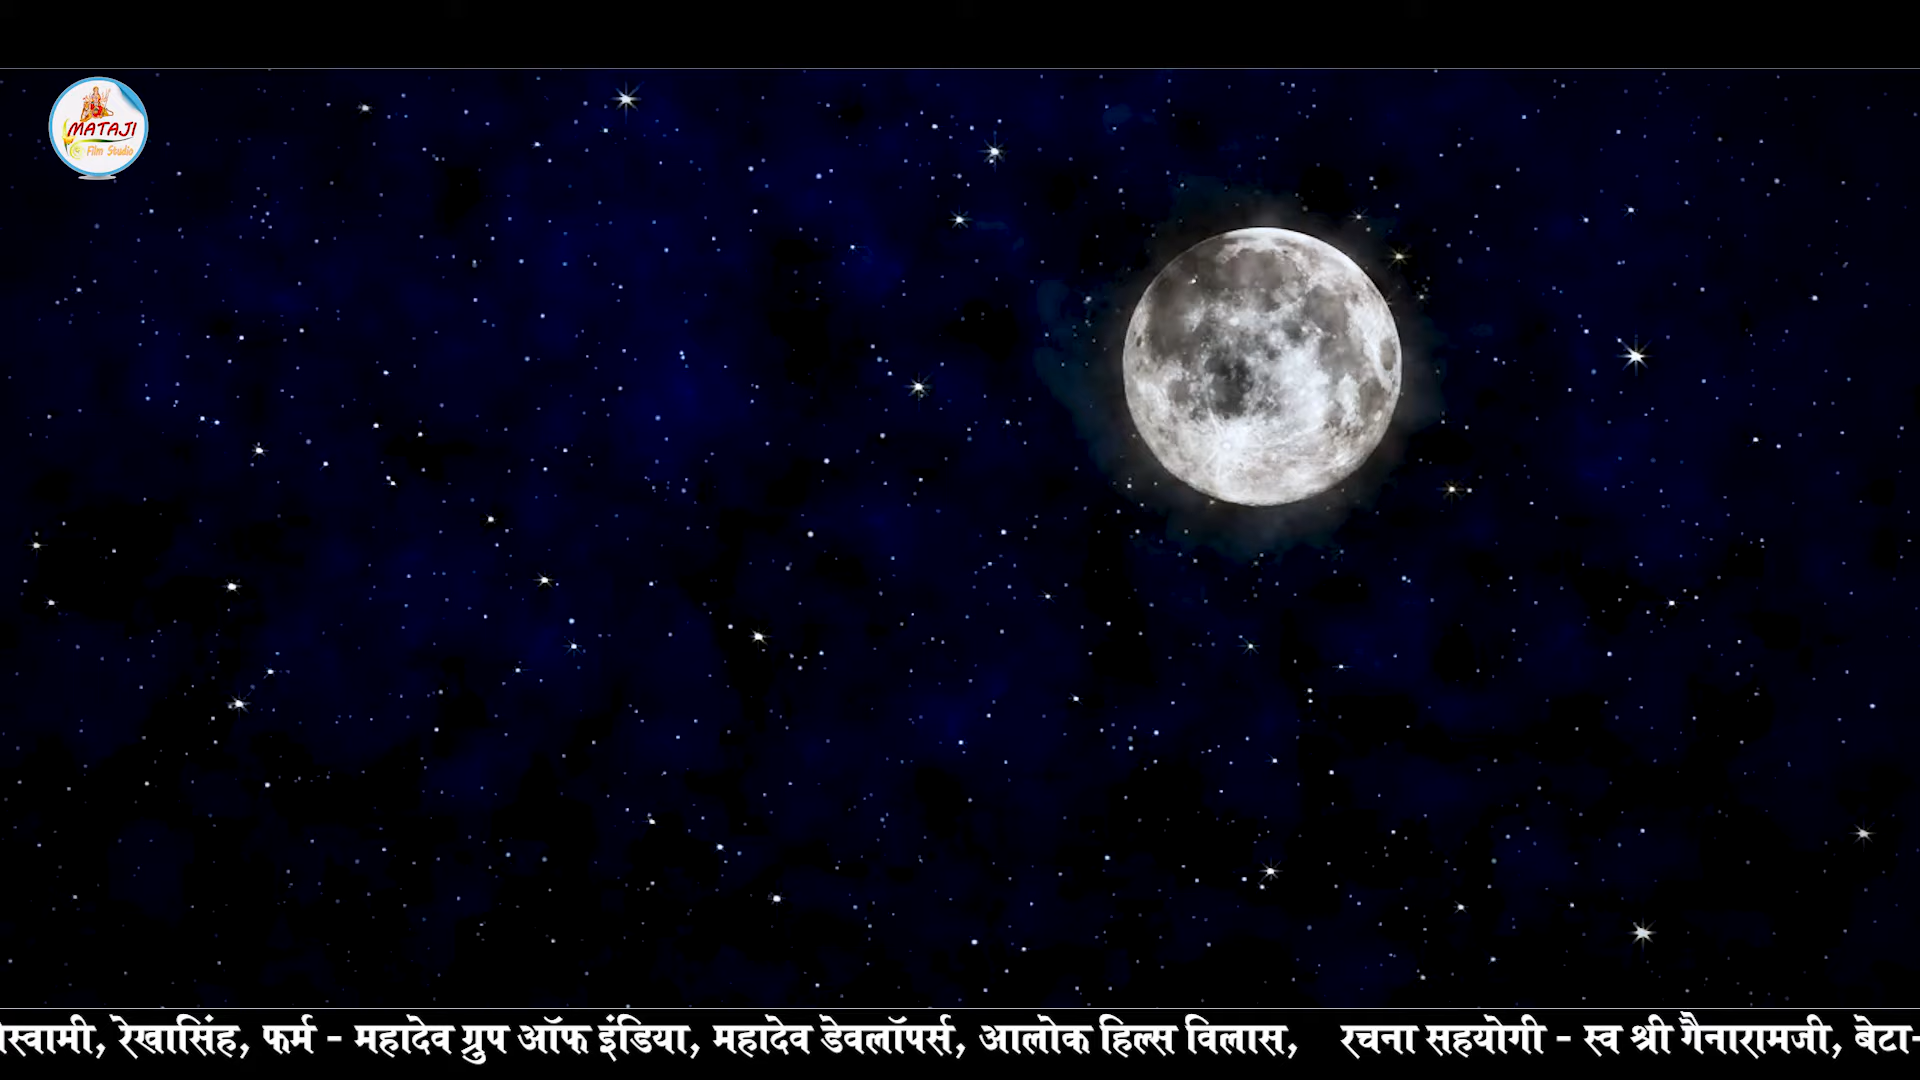 MATAJI
Film Studio
स्वामी, रेखासिंह, फर्म - महादेव ग्रुप ऑफ इंडिया, महादेव डेवलॉपर्स, आलोक हिल्स विलास, रचना सहयोगी - स्व श्री गैनारामजी, बेटा-